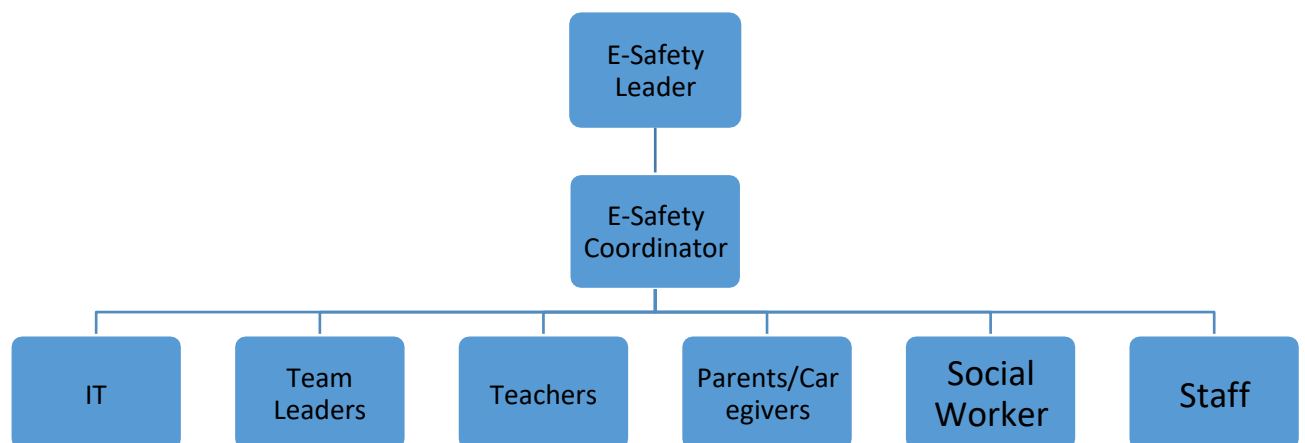 E-Safety
Leader
E-Safety
Coordinator
IT
Team
Leaders
Teachers
Parents/Car
egivers
Social
Worker
Staff